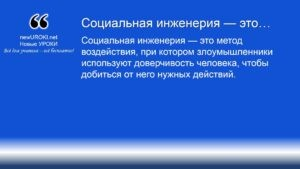 Социальная инженерия — это…
newUROKI.net
Новые УРОКИ
Всё для учителя - всё бесплатно!
Социальная инженерия — это метод
воздействия, при котором злоумышленники
используют доверчивость человека, чтобы
добиться от него нужных действий.